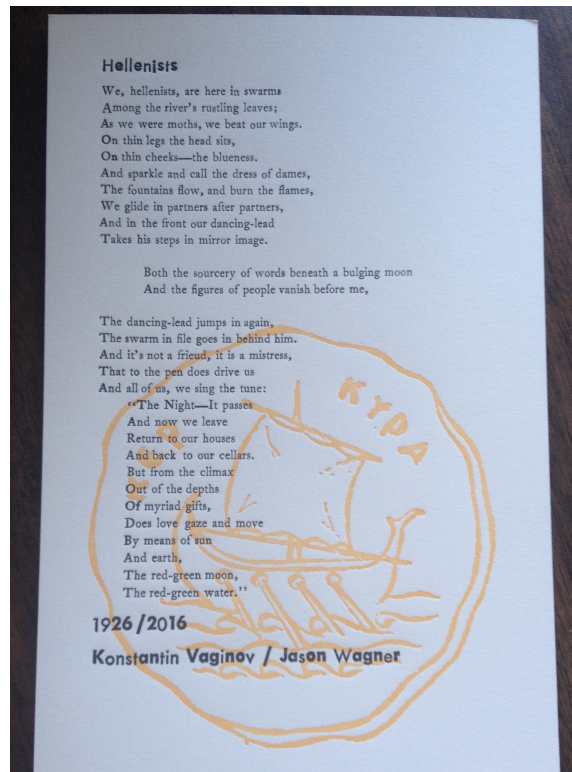 Hellenists
We, hellenists, are here in swarms
Among the river's rustling leaves;
As we were moths, we beat our wings.
On thin legs the head sits,
On thin cheeks—the blueness.
And sparkle and call the dress of dames,
The fountains flow, and burn the flames,
We glide in partners after partners,
And in the front our dancing-lead
Takes his steps in mirror image.
Both the sourcery of words beneath a bulging moon
And the figures of people vanish before me,
The dancing-lead jumps in again,
The swarm in file goes in behind him.
And it's not a frieud, it is a mistress,
That to the pen does drive us
And all of us, we sing the tune:
“The Night—It passes
And now we leave
Return to our houses
And back to our cellars.
But from the climax
Out of the depths
Of myriad gifts,
Does love gaze and move
By means of sun
And earth,
The red-green moon,
The red-green water.”
КУРА
1926/2016
Konstantin Vaginov / Jason Wagner